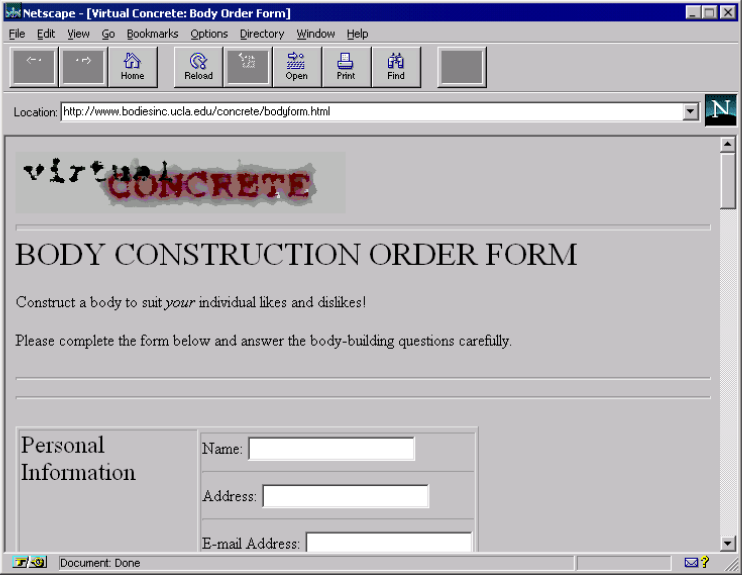 Netscape - [Virtual Concrete: Body Order Form]
File Edit View Go Bookmarks Options Directory Window Help
Home Reload Open Print Find
Location: http://www.bodiesinc.ucla.edu/concrete/bodyform.html
N
virtual CONCRETE
BODY CONSTRUCTION ORDER FORM
Construct a body to suit your individual likes and dislikes!
Please complete the form below and answer the body-building questions carefully.
Personal
Information
Name:
Address:
E-mail Address:
Document: Done